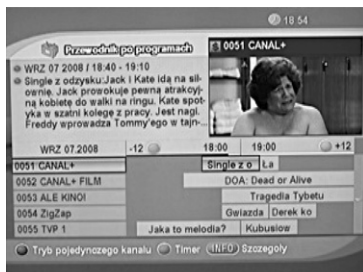 18 54
Przewodnik po programach
0051 CANAL+
WRZ 07 2008 / 18:40 - 19:10
Single z odzysku:Jack i Kate idą na sił-
ownię. Jack prowokuje pewną atrakcyj-
ną kobietę do walki na ringu. Kate spot-
yka w szatni kolegę z pracy. Jest nagi.
Freddy wprowadza Tommy'ego w tajn-...
WRZ 07.2008 -12 18:00 19:00 +12
0051 CANAL+ Single z o Ła
0052 CANAL+ FILM DOA: Dead or Alive
0053 ALE KINO! Tragedia Tybetu
0054 ZigZap Gwiazda Derek ko
0055 TVP 1 Jaka to melodia? Kubusiow
Tryb pojedynczego kanału Timer INFO Szczegóły